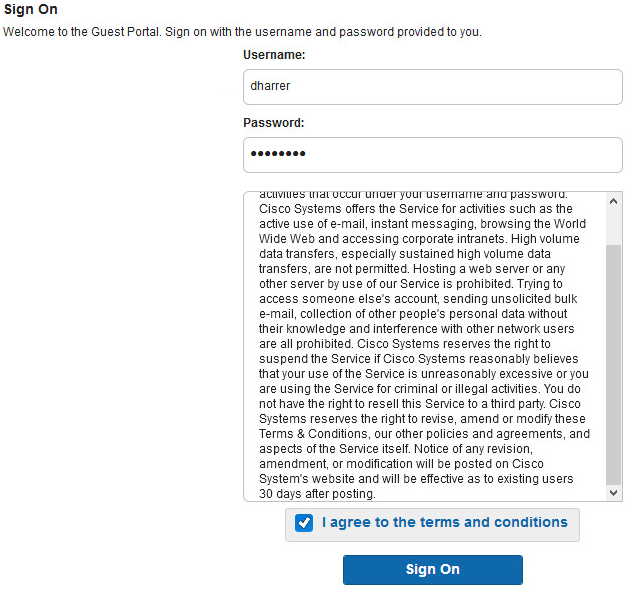 Sign On
Welcome to the Guest Portal. Sign on with the username and password provided to you.
Username:
dharrer
Password:
••••••••
activities that occur under your username and password.
Cisco Systems offers the Service for activities such as the
active use of e-mail, instant messaging, browsing the World
Wide Web and accessing corporate intranets. High volume
data transfers, especially sustained high volume data
transfers, are not permitted. Hosting a web server or any
other server by use of our Service is prohibited. Trying to
access someone else's account, sending unsolicited bulk
e-mail, collection of other people's personal data without
their knowledge and interference with other network users
are all prohibited. Cisco Systems reserves the right to
suspend the Service if Cisco Systems reasonably believes
that your use of the Service is unreasonably excessive or you
are using the Service for criminal or illegal activities. You do
not have the right to resell this Service to a third party. Cisco
Systems reserves the right to revise, amend or modify these
Terms & Conditions, our other policies and agreements, and
aspects of the Service itself. Notice of any revision,
amendment, or modification will be posted on Cisco
System's website and will be effective as to existing users
30 days after posting.
I agree to the terms and conditions
Sign On